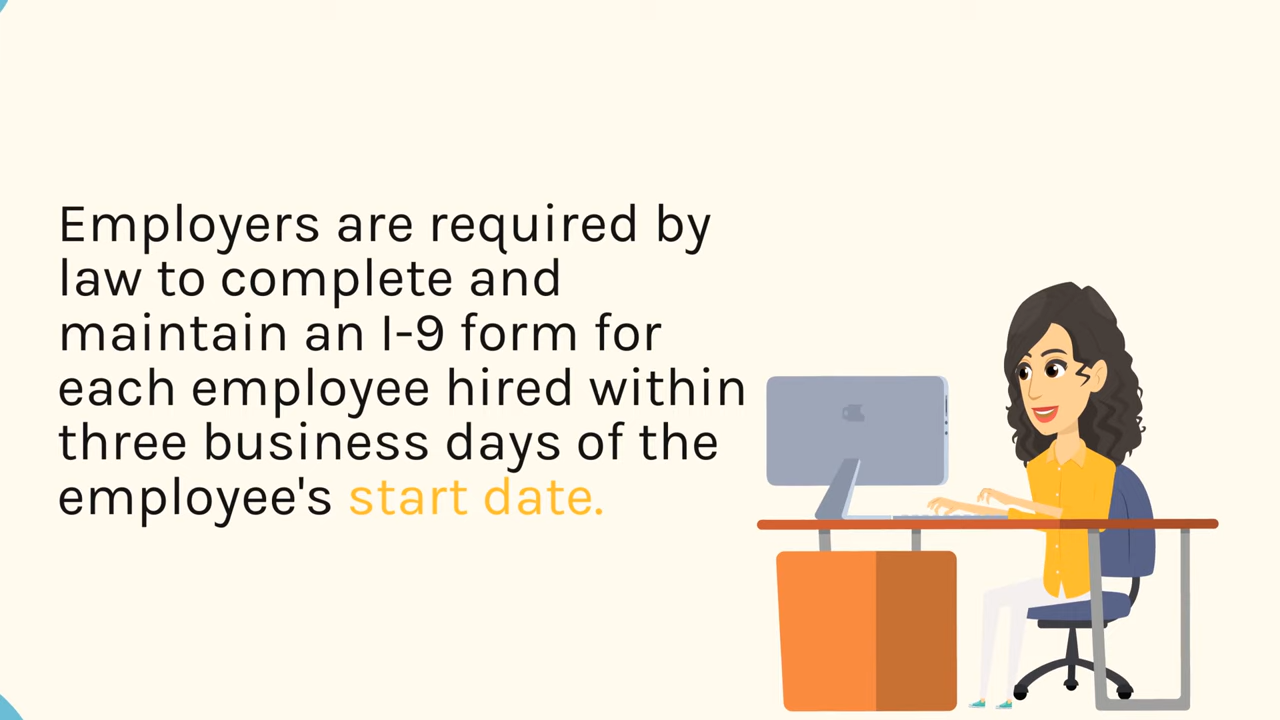 Employers are required by
law to complete and
maintain an I-9 form for
each employee hired within
three business days of the
employee's start date.